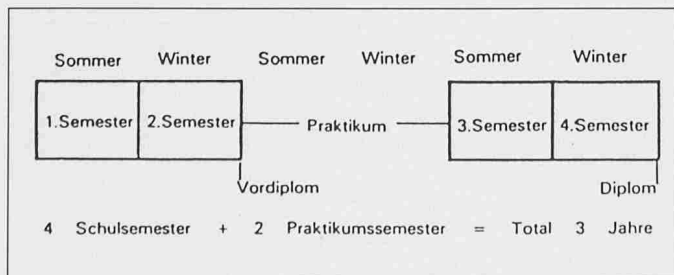 Sommer Winter Sommer Winter Sommer Winter
1.Semester 2.Semester Praktikum 3.Semester 4.Semester
Vordiplom Diplom
4 Schulsemester + 2 Praktikumssemester = Total 3 Jahre